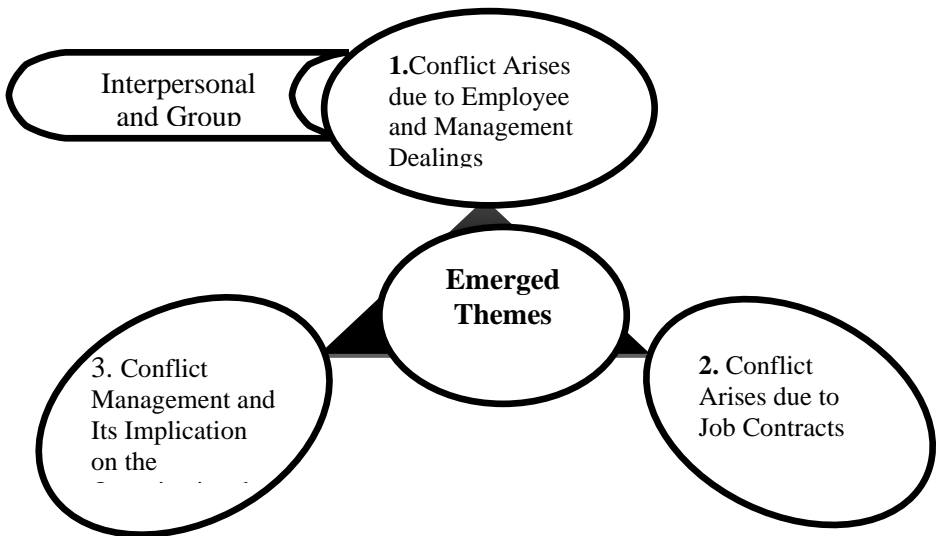 Interpersonal
and Group
1.Conflict Arises
due to Employee
and Management
Dealings
Emerged
Themes
3. Conflict
Management and
Its Implication
on the
2. Conflict
Arises due to
Job Contracts